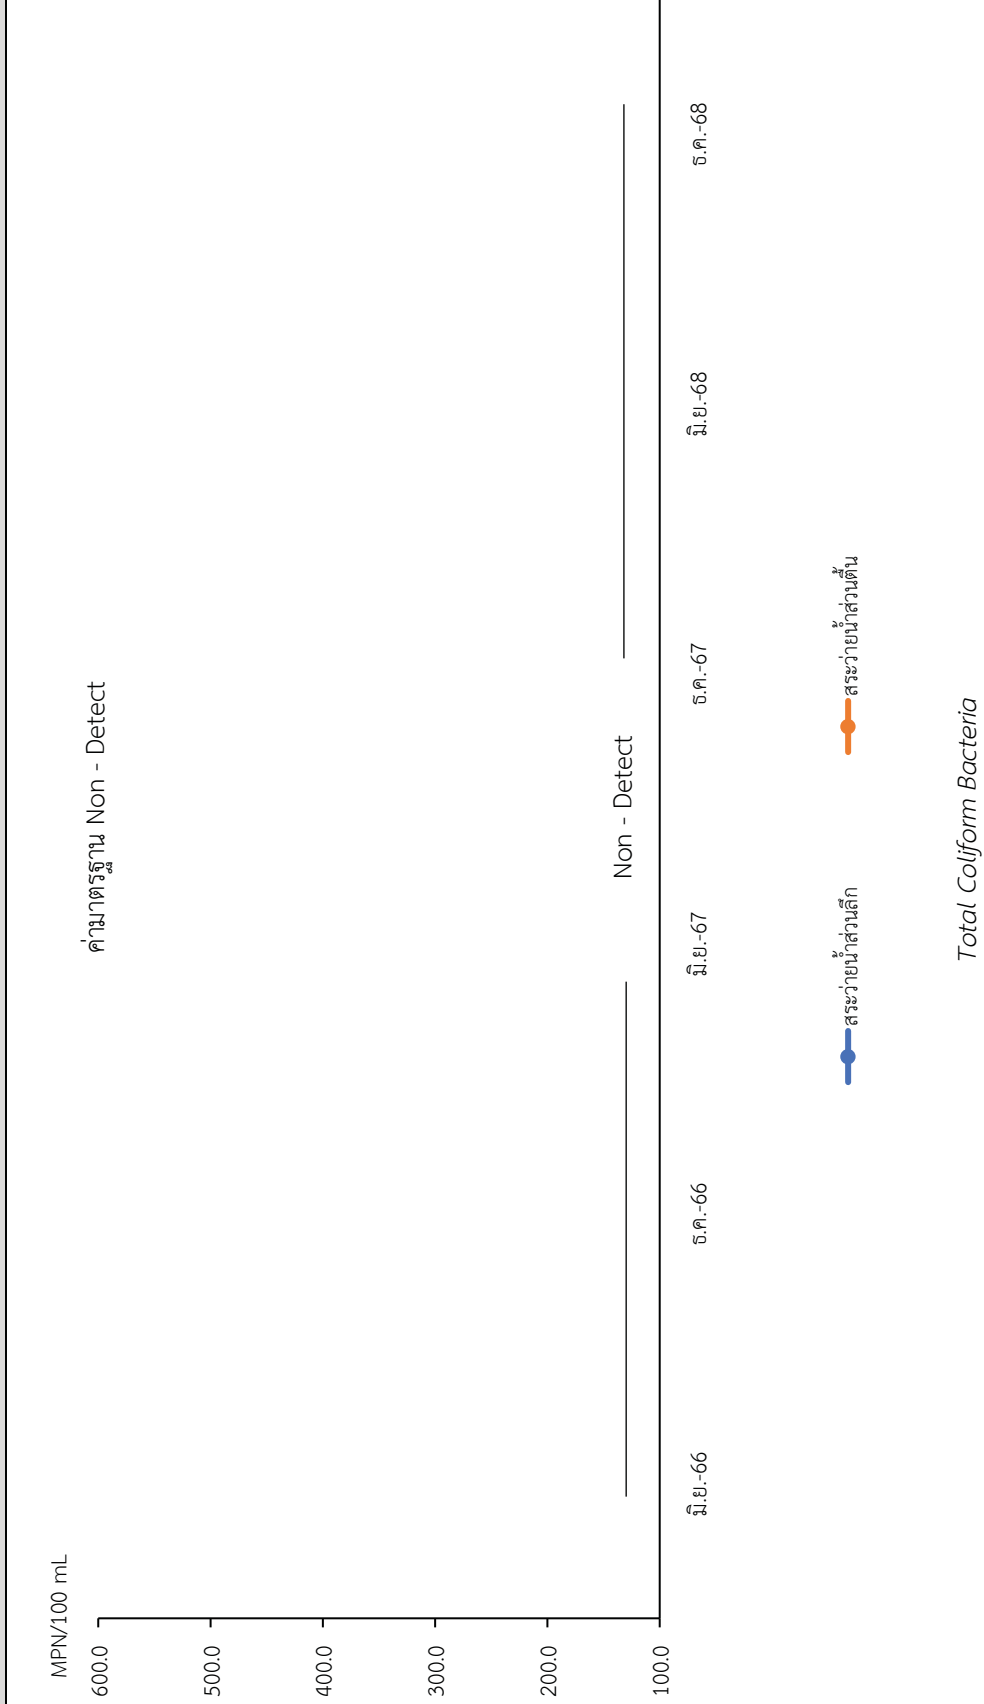 MPN/100 mL
ค่ามาตรฐาน Non - Detect
600.0
500.0
400.0
300.0
200.0
100.0
Non - Detect
มิ.ย.-66
ธ.ค.-66
มิ.ย.-67
ธ.ค.-67
มิ.ย.-68
ธ.ค.-68
สระว่ายน้ำส่วนลึก
สระว่ายน้ำส่วนตื้น
Total Coliform Bacteria